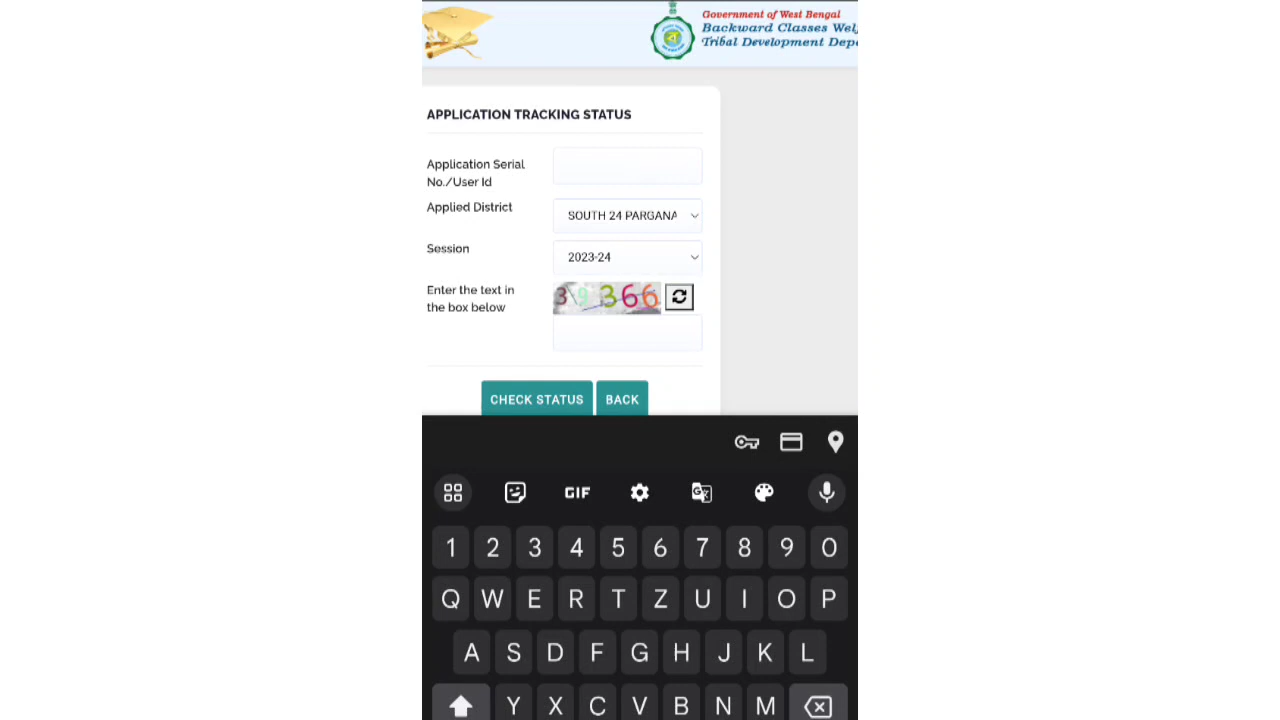 Government of West Bengal
Backward Classes Wel
Tribal Development Dep
APPLICATION TRACKING STATUS
Application Serial
No./User Id
Applied District
SOUTH 24 PARGANA
Session
2023-24
Enter the text in
the box below
39366
CHECK STATUS
BACK
GIF
1 2 3 4 5 6 7 8 9 0
Q W E R T Z U I O P
A S D F G H J K L
Y X C V B N M